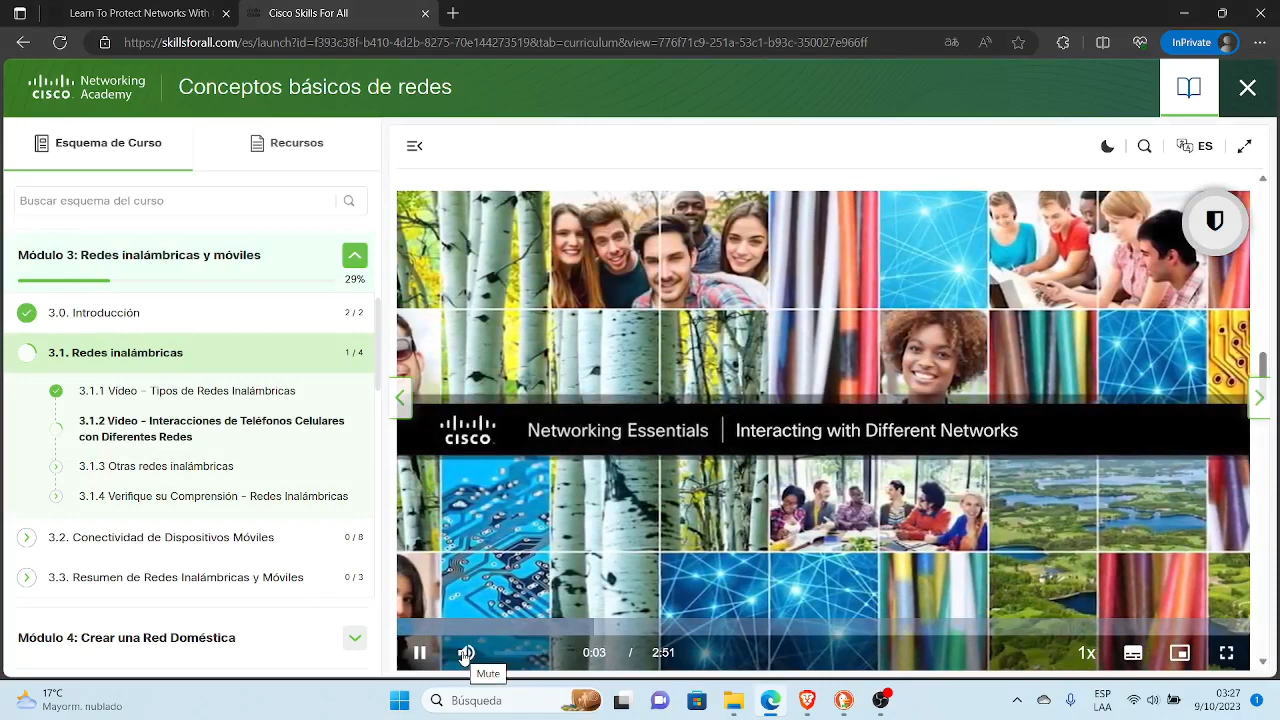 Learn To Protect Networks With
Cisco Skills For All
https://skillsforall.com/es/launch?id=f393c38f-b410-4d2b-8275-70e144273519&tab=curriculum&view=776f71c9-251a-53c1-b93c-350027e966ff
InPrivate
CISCO Networking Academy
Conceptos básicos de redes
Esquema de Curso
Recursos
ES
Buscar esquema del curso
Módulo 3: Redes inalámbricas y móviles
29%
3.0. Introducción 2 / 2
3.1. Redes inalámbricas 1 / 4
3.1.1 Video – Tipos de Redes Inalámbricas
3.1.2 Video – Interacciones de Teléfonos Celulares
con Diferentes Redes
3.1.3 Otras redes inalámbricas
3.1.4 Verifique su Comprensión – Redes Inalámbricas
3.2. Conectividad de Dispositivos Móviles 0 / 8
3.3. Resumen de Redes Inalámbricas y Móviles 0 / 3
Módulo 4: Crear una Red Doméstica
CISCO Networking Essentials | Interacting with Different Networks
0:03 / 2:51
1x
Mute
17°C
Mayorm. nublado
Búsqueda
ESP
LAA
03:27
9/10/2023
1